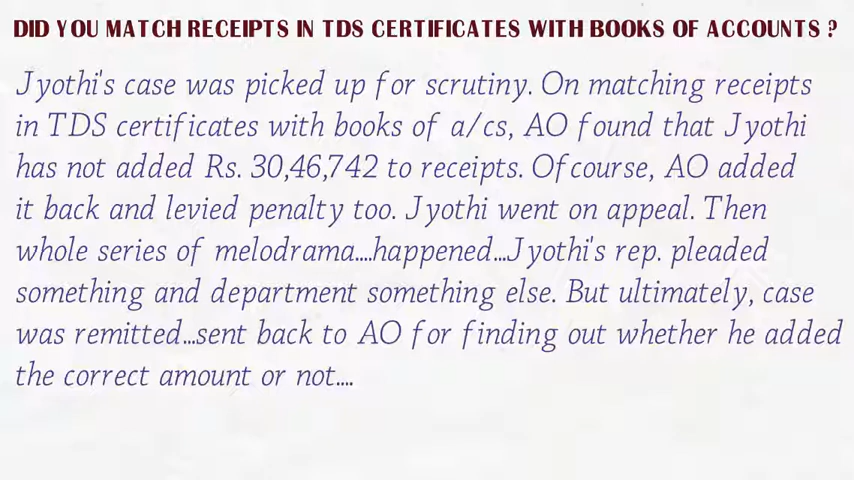 DID YOU MATCH RECEIPTS IN TDS CERTIFICATES WITH BOOKS OF ACCOUNTS ?
Jyothi's case was picked up for scrutiny. On matching receipts
in TDS certificates with books of a/cs, AO found that Jyothi
has not added Rs. 30,46,742 to receipts. Ofcourse, AO added
it back and levied penalty too. Jyothi went on appeal. Then
whole series of melodrama....happened...Jyothi's rep. pleaded
something and department something else. But ultimately, case
was remitted...sent back to AO for finding out whether he added
the correct amount or not....